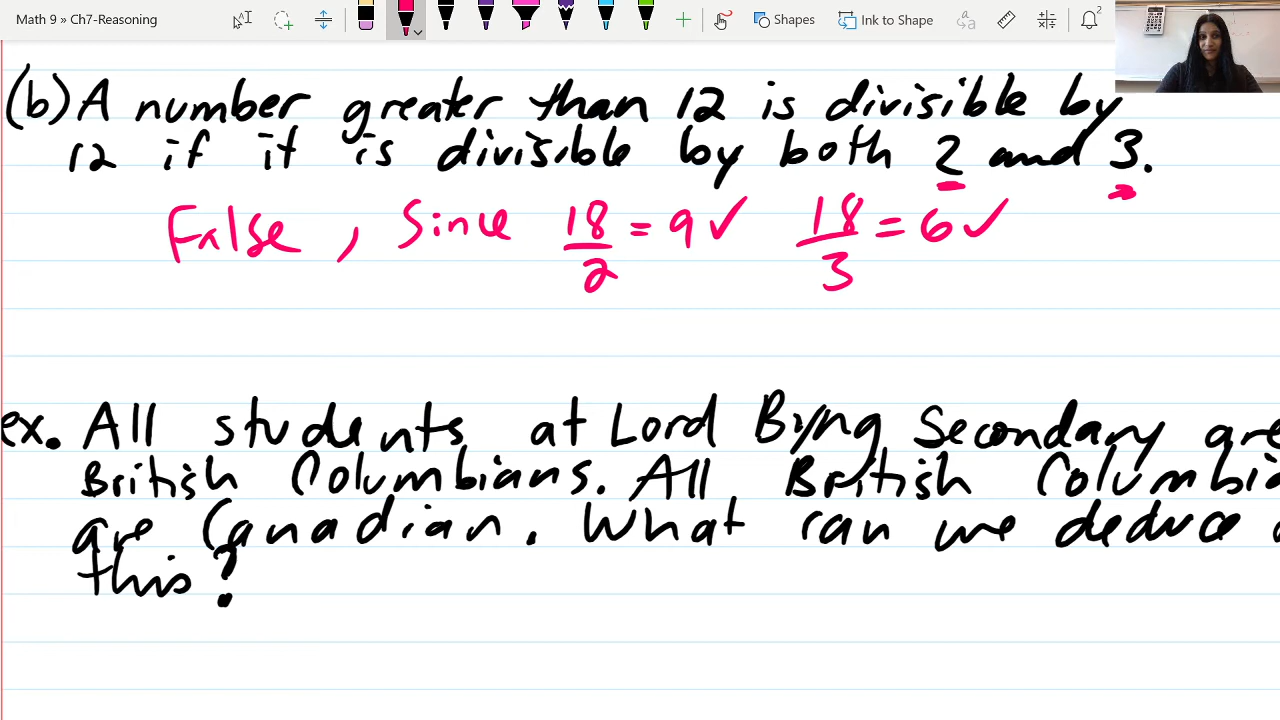 Math 9 » Ch7-Reasoning
Shapes
Ink to Shape
2
(b) A number greater than 12 is divisible by
12 if it is divisible by both 2 and 3.
False, Since 18/2 = 9 ✓ 18/3 = 6 ✓
ex. All students at Lord Byng Secondary are
British Columbians. All British Columbia
are Canadian. What can we deduce
this?